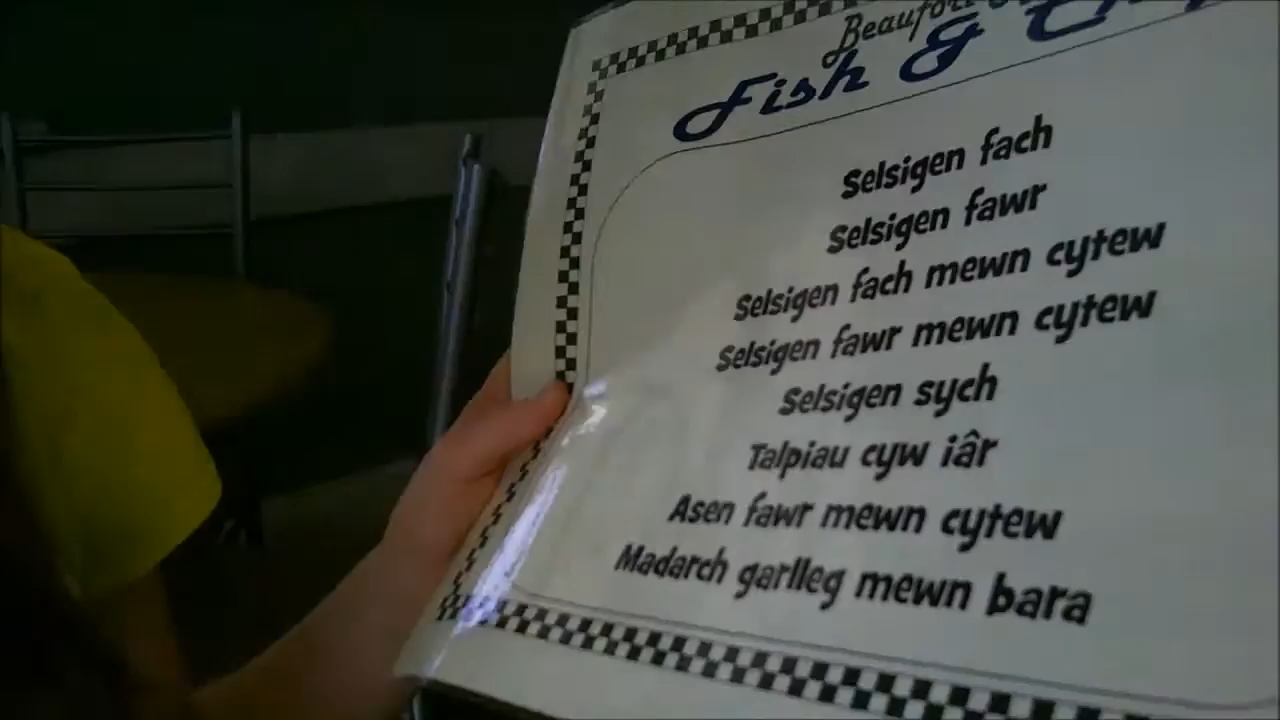 Fish &
Selsigen fach
Selsigen fawr
Selsigen fach mewn cytew
Selsigen fawr mewn cytew
Selsigen sych
Talpiau cyw iâr
Asen fawr mewn cytew
Madarch garlleg mewn bara